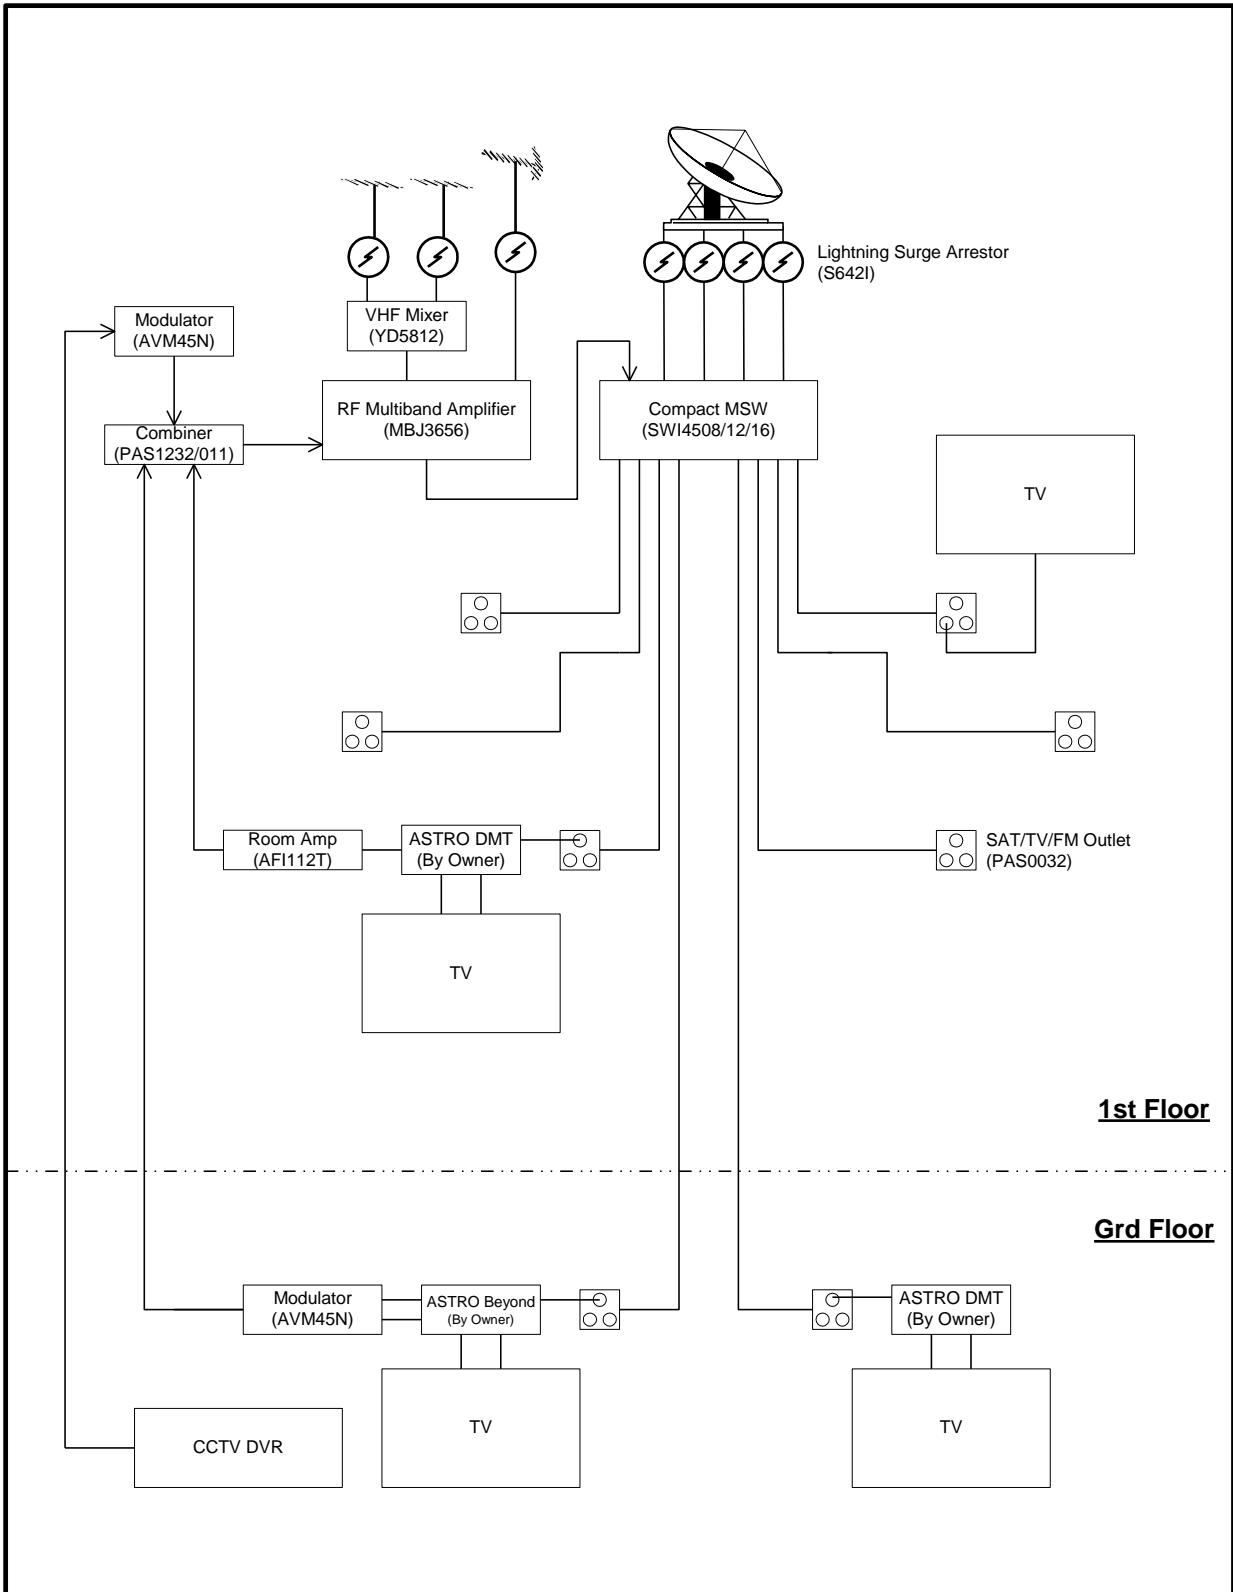 Lightning Surge Arrestor
(S642I)
Modulator
(AVM45N)
VHF Mixer
(YD5812)
RF Multiband Amplifier
(MBJ3656)
Compact MSW
(SWI4508/12/16)
Combiner
(PAS1232/011)
TV
Room Amp
(AFI112T)
ASTRO DMT
(By Owner)
SAT/TV/FM Outlet
(PAS0032)
TV
1st Floor
Grd Floor
Modulator
(AVM45N)
ASTRO Beyond
(By Owner)
ASTRO DMT
(By Owner)
TV
TV
CCTV DVR